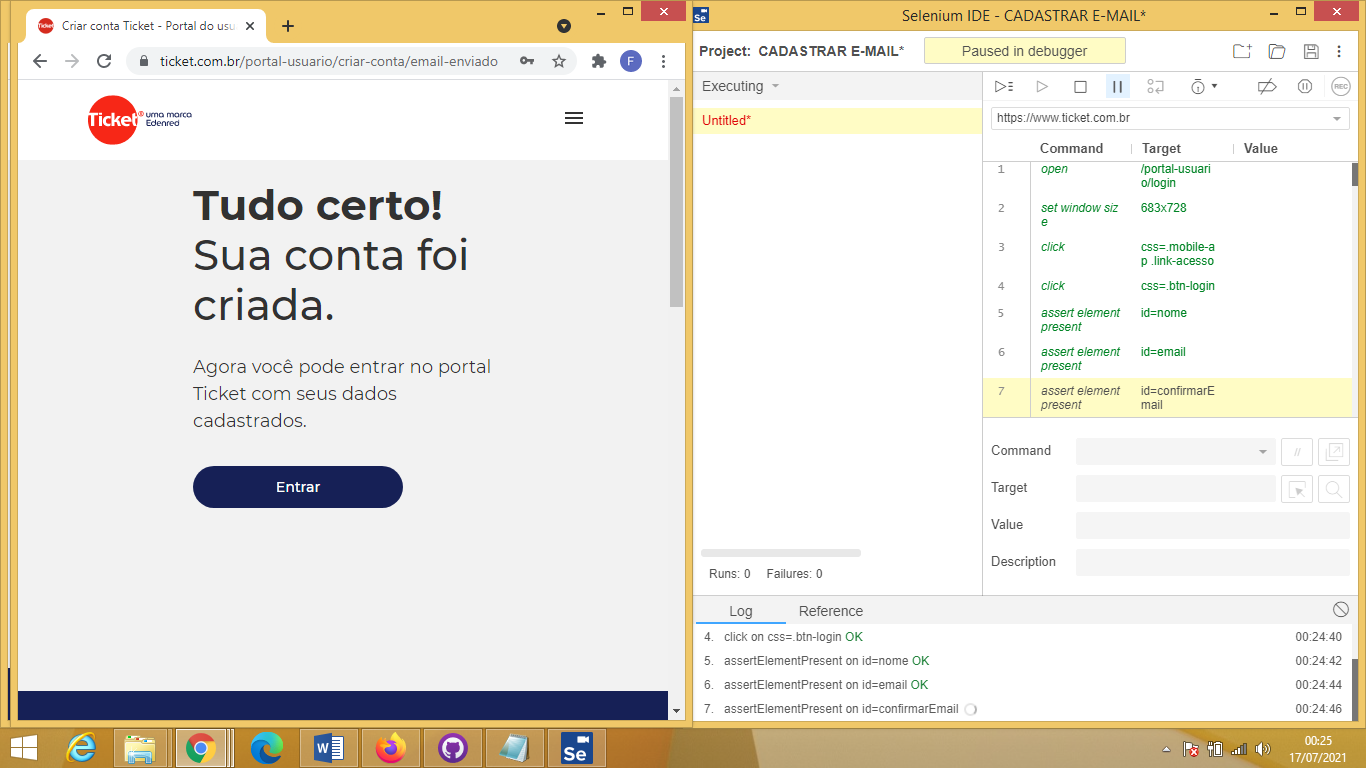 Criar conta Ticket - Portal do usu
ticket.com.br/portal-usuario/criar-conta/email-enviado
F
Ticket® uma marca
Edenred
Tudo certo!
Sua conta foi
criada.
Agora você pode entrar no portal
Ticket com seus dados
cadastrados.
Entrar
Se
Selenium IDE - CADASTRAR E-MAIL*
Project: CADASTRAR E-MAIL*
Paused in debugger
Executing
REC
Untitled*
https://www.ticket.com.br
Command Target Value
1 open /portal-usuari
o/login
2 set window siz 683x728
e
3 click css=.mobile-a
p .link-acesso
4 click css=.btn-login
5 assert element id=nome
present
6 assert element id=email
present
7 assert element id=confirmarE
present mail
Command
//
Target
Value
Description
Runs: 0 Failures: 0
Log Reference
4. click on css=.btn-login OK 00:24:40
5. assertElementPresent on id=nome OK 00:24:42
6. assertElementPresent on id=email OK 00:24:44
7. assertElementPresent on id=confirmarEmail 00:24:46
W
Se
00:25
17/07/2021